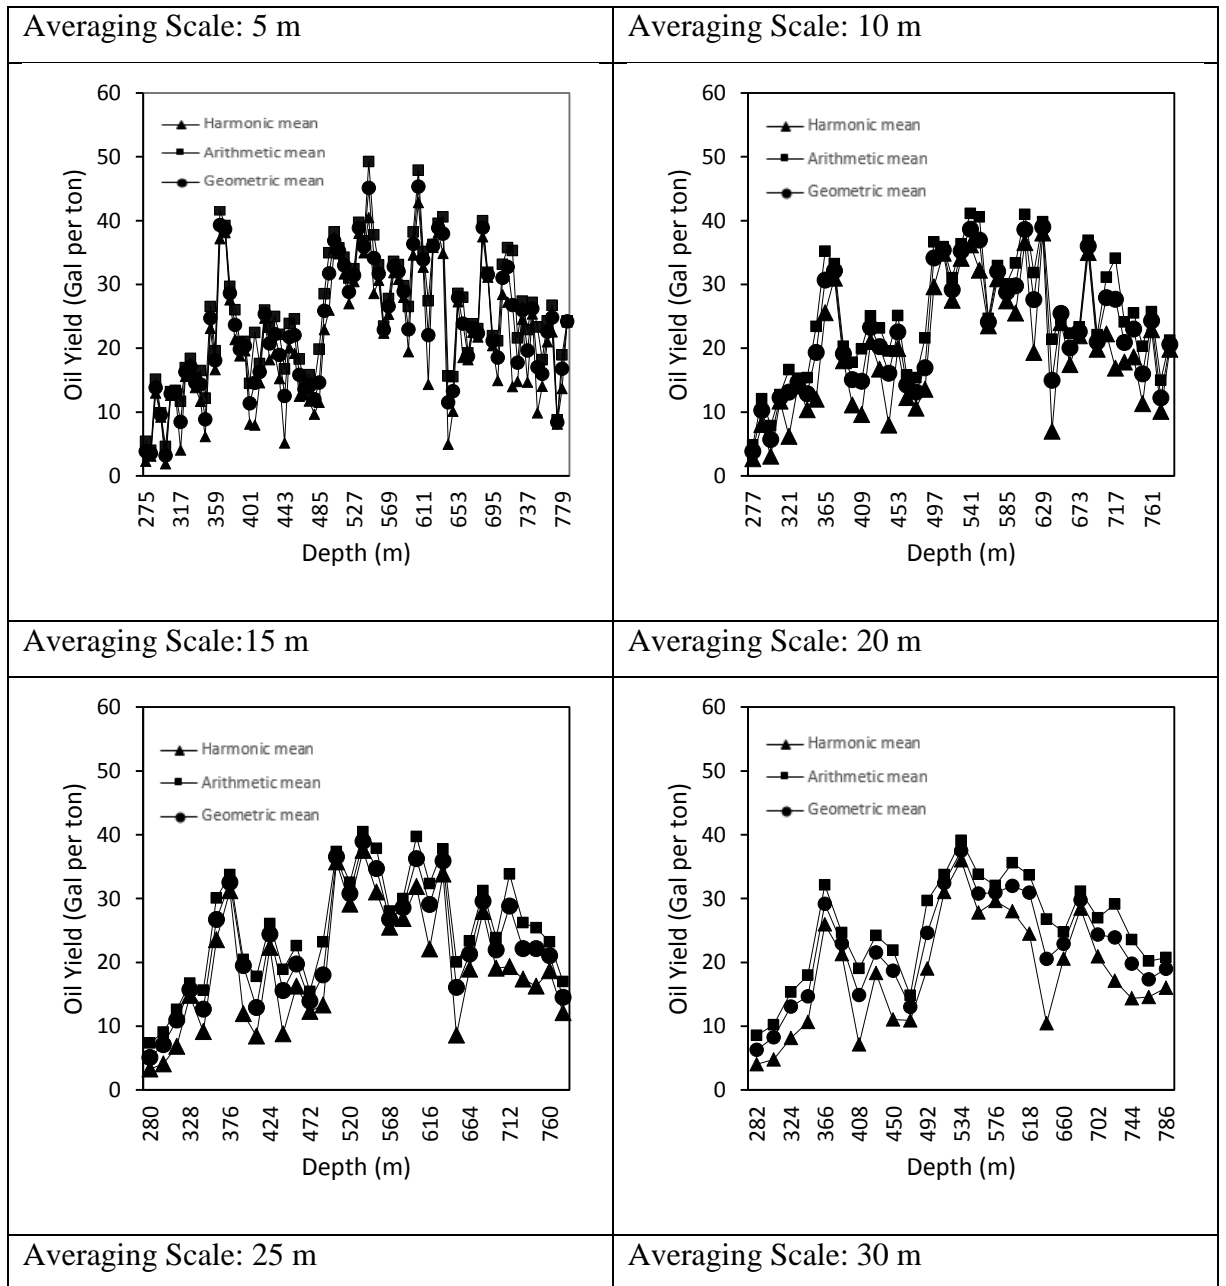 Averaging Scale: 5 m
Averaging Scale: 10 m
60
50
40
30
20
10
0
Oil Yield (Gal per ton)
Harmonic mean
Arithmetic mean
Geometric mean
275 317 359 401 443 485 527 569 611 653 695 737 779
Depth (m)
60
50
40
30
20
10
0
Oil Yield (Gal per ton)
Harmonic mean
Arithmetic mean
Geometric mean
277 321 365 409 453 497 541 585 629 673 717 761
Depth (m)
Averaging Scale:15 m
Averaging Scale: 20 m
60
50
40
30
20
10
0
Oil Yield (Gal per ton)
Harmonic mean
Arithmetic mean
Geometric mean
280 328 376 424 472 520 568 616 664 712 760
Depth (m)
60
50
40
30
20
10
0
Oil Yield (Gal per ton)
Harmonic mean
Arithmetic mean
Geometric mean
282 324 366 408 450 492 534 576 618 660 702 744 786
Depth (m)
Averaging Scale: 25 m
Averaging Scale: 30 m